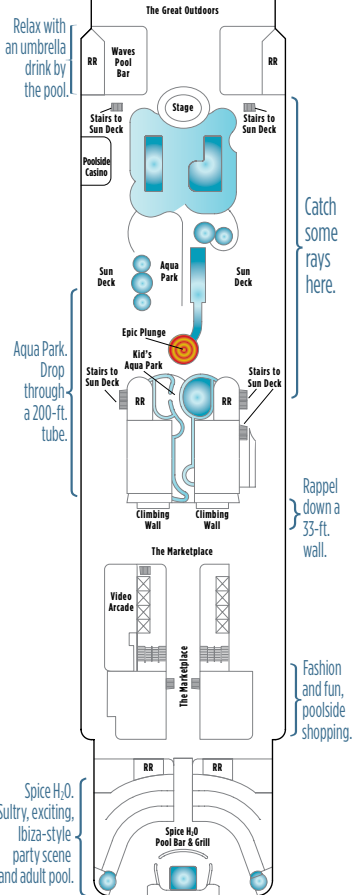 The Great Outdoors
Relax with
an umbrella
drink by
the pool.
RR
Waves
Pool
Bar
RR
Stage
Stairs to
Sun Deck
Stairs to
Sun Deck
Poolside
Casino
Catch
some
rays
here.
Sun
Deck
Aqua
Park
Sun
Deck
Epic Plunge
Kid's
Aqua Park
Aqua Park.
Drop
through
a 200-ft.
tube.
Stairs to
Sun Deck
RR
RR
Stairs to
Sun Deck
Climbing
Wall
Climbing
Wall
Rappel
down a
33-ft.
wall.
The Marketplace
Video
Arcade
The Marketplace
Fashion
and fun,
poolside
shopping.
RR
RR
Spice H2O.
Sultry, exciting,
Ibiza-style
party scene
and adult pool.
Spice H2O
Pool Bar & Grill